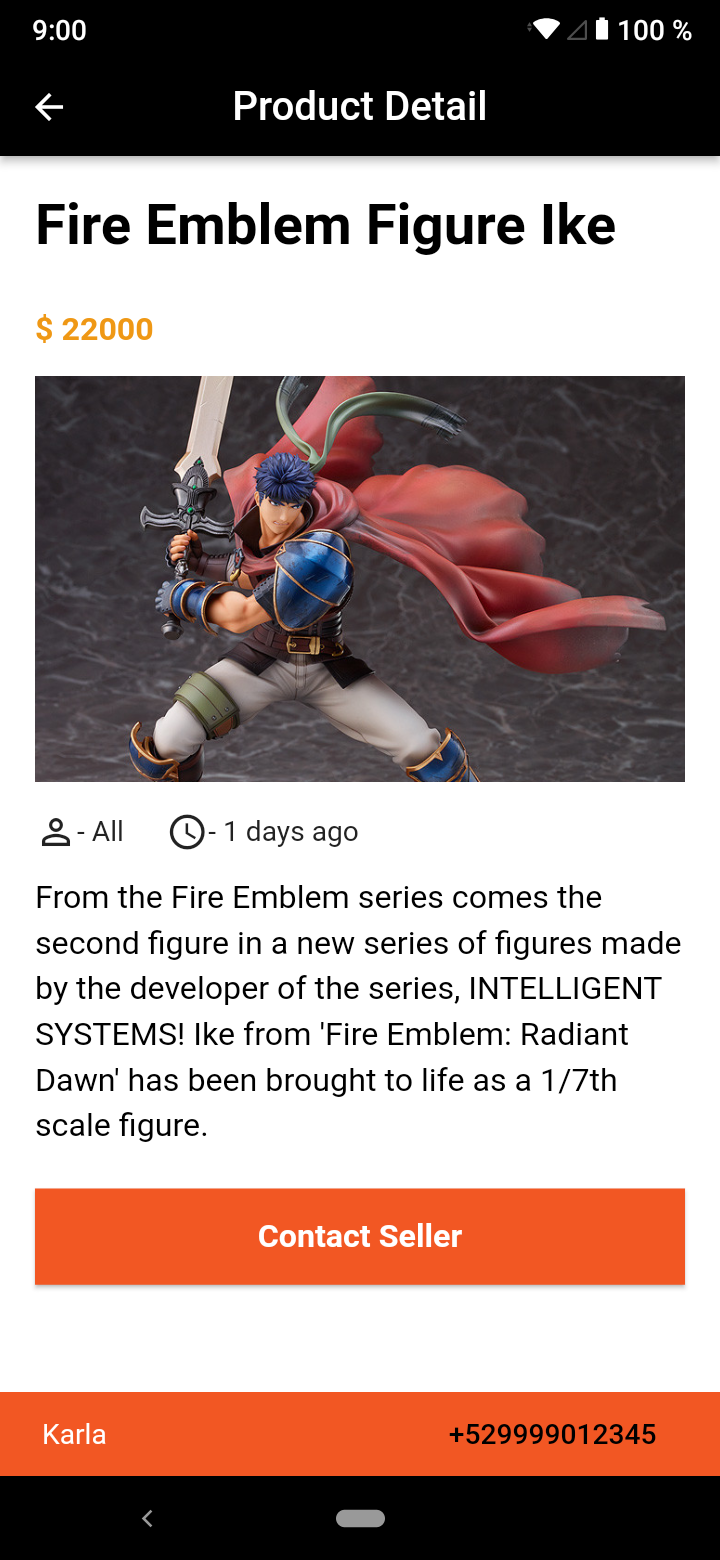 9:00
100 %
Product Detail
Fire Emblem Figure Ike
$ 22000
- All
- 1 days ago
From the Fire Emblem series comes the
second figure in a new series of figures made
by the developer of the series, INTELLIGENT
SYSTEMS! Ike from 'Fire Emblem: Radiant
Dawn' has been brought to life as a 1/7th
scale figure.
Contact Seller
Karla
+529999012345